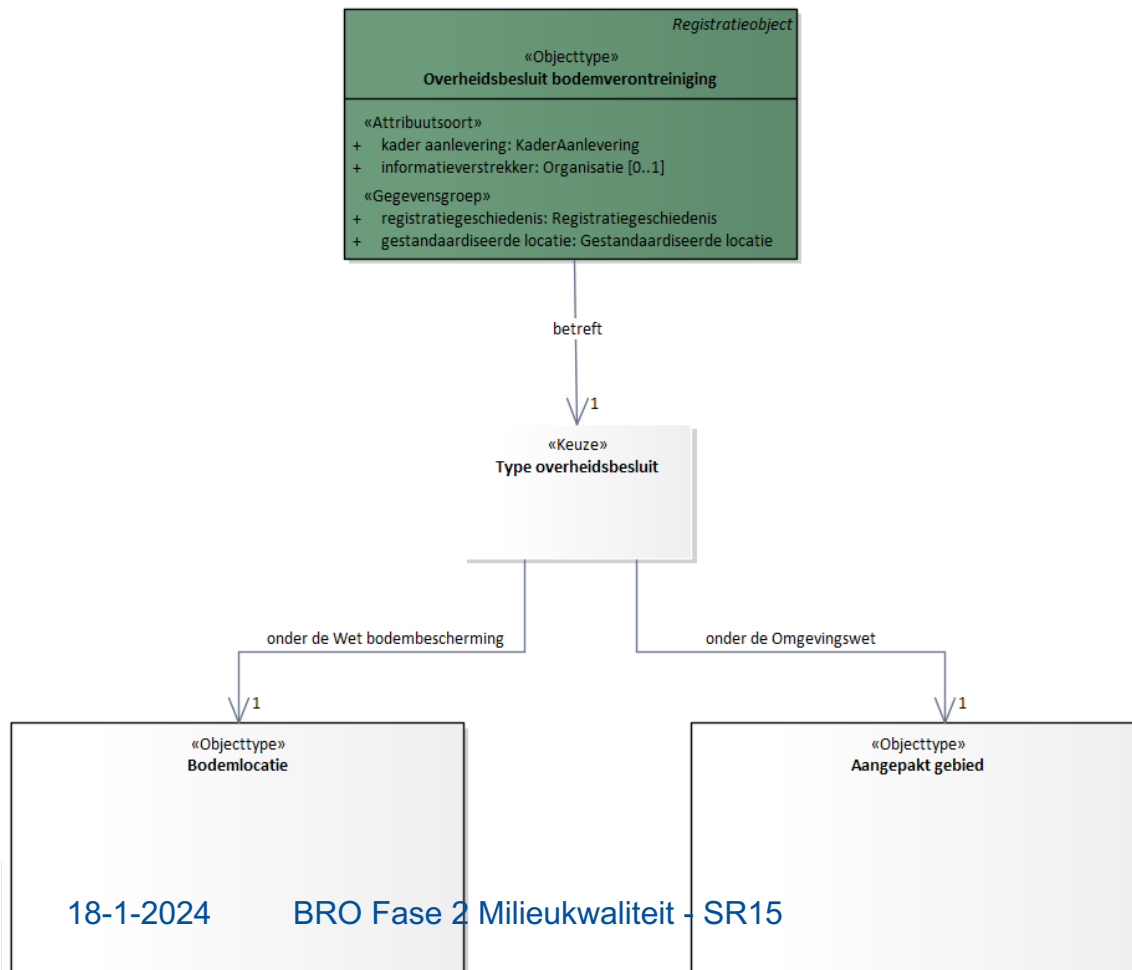 Registratieobject
«Objecttype»
Overheidsbesluit bodemverontreiniging
«Attribuutsoort»
+ kader aanlevering: KaderAanlevering
+ informatieverstrekker: Organisatie [0..1]
«Gegevensgroep»
+ registratiegeschiedenis: Registratiegeschiedenis
+ gestandaardiseerde locatie: Gestandaardiseerde locatie
betreft
1
«Keuze»
Type overheidsbesluit
onder de Wet bodembescherming
onder de Omgevingswet
1
1
«Objecttype»
Bodemlocatie
«Objecttype»
Aangepakt gebied
18-1-2024 BRO Fase 2 Milieukwaliteit - SR15